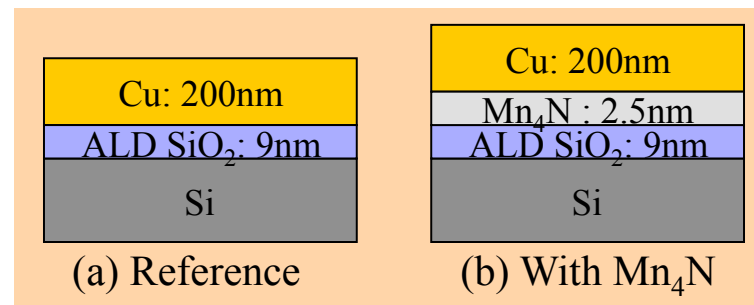 Cu: 200nm
ALD SiO₂: 9nm
Si
(a) Reference
Cu: 200nm
Mn₄N : 2.5nm
ALD SiO₂: 9nm
Si
(b) With Mn₄N